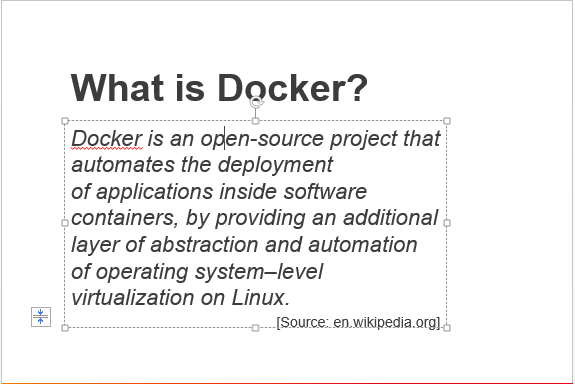 What is Docker?
Docker is an open-source project that
automates the deployment
of applications inside software
containers, by providing an additional
layer of abstraction and automation
of operating system–level
virtualization on Linux.
[Source: en.wikipedia.org]